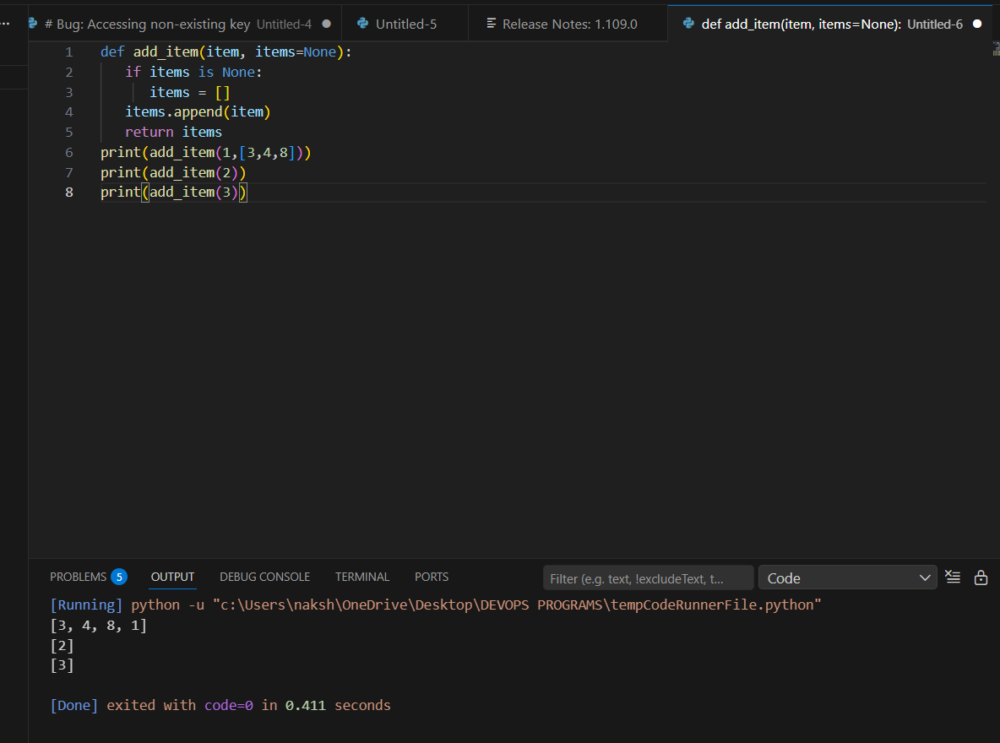 ··· # Bug: Accessing non-existing key Untitled-4 ● Untitled-5 Release Notes: 1.109.0 def add_item(item, items=None): Untitled-6 ●
1 def add_item(item, items=None):
2 if items is None:
3 items = []
4 items.append(item)
5 return items
6 print(add_item(1,[3,4,8]))
7 print(add_item(2))
8 print(add_item(3))
PROBLEMS 5 OUTPUT DEBUG CONSOLE TERMINAL PORTS Filter (e.g. text, !excludeText, t... Code
[Running] python -u "c:\Users\naksh\OneDrive\Desktop\DEVOPS PROGRAMS\tempCodeRunnerFile.python"
[3, 4, 8, 1]
[2]
[3]
[Done] exited with code=0 in 0.411 seconds